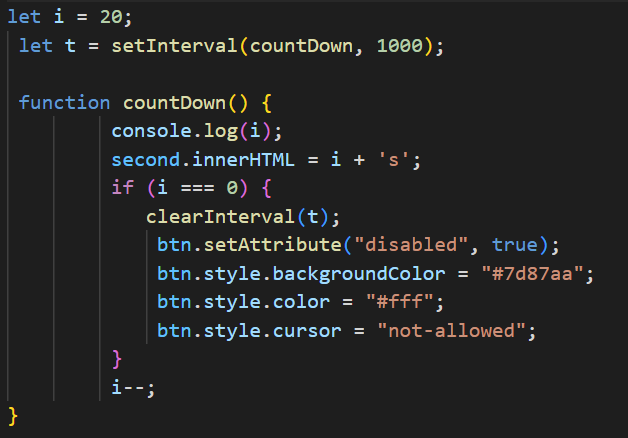 let i = 20;
let t = setInterval(countDown, 1000);
function countDown() {
console.log(i);
second.innerHTML = i + 's';
if (i === 0) {
clearInterval(t);
btn.setAttribute("disabled", true);
btn.style.backgroundColor = "#7d87aa";
btn.style.color = "#fff";
btn.style.cursor = "not-allowed";
}
i--;
}